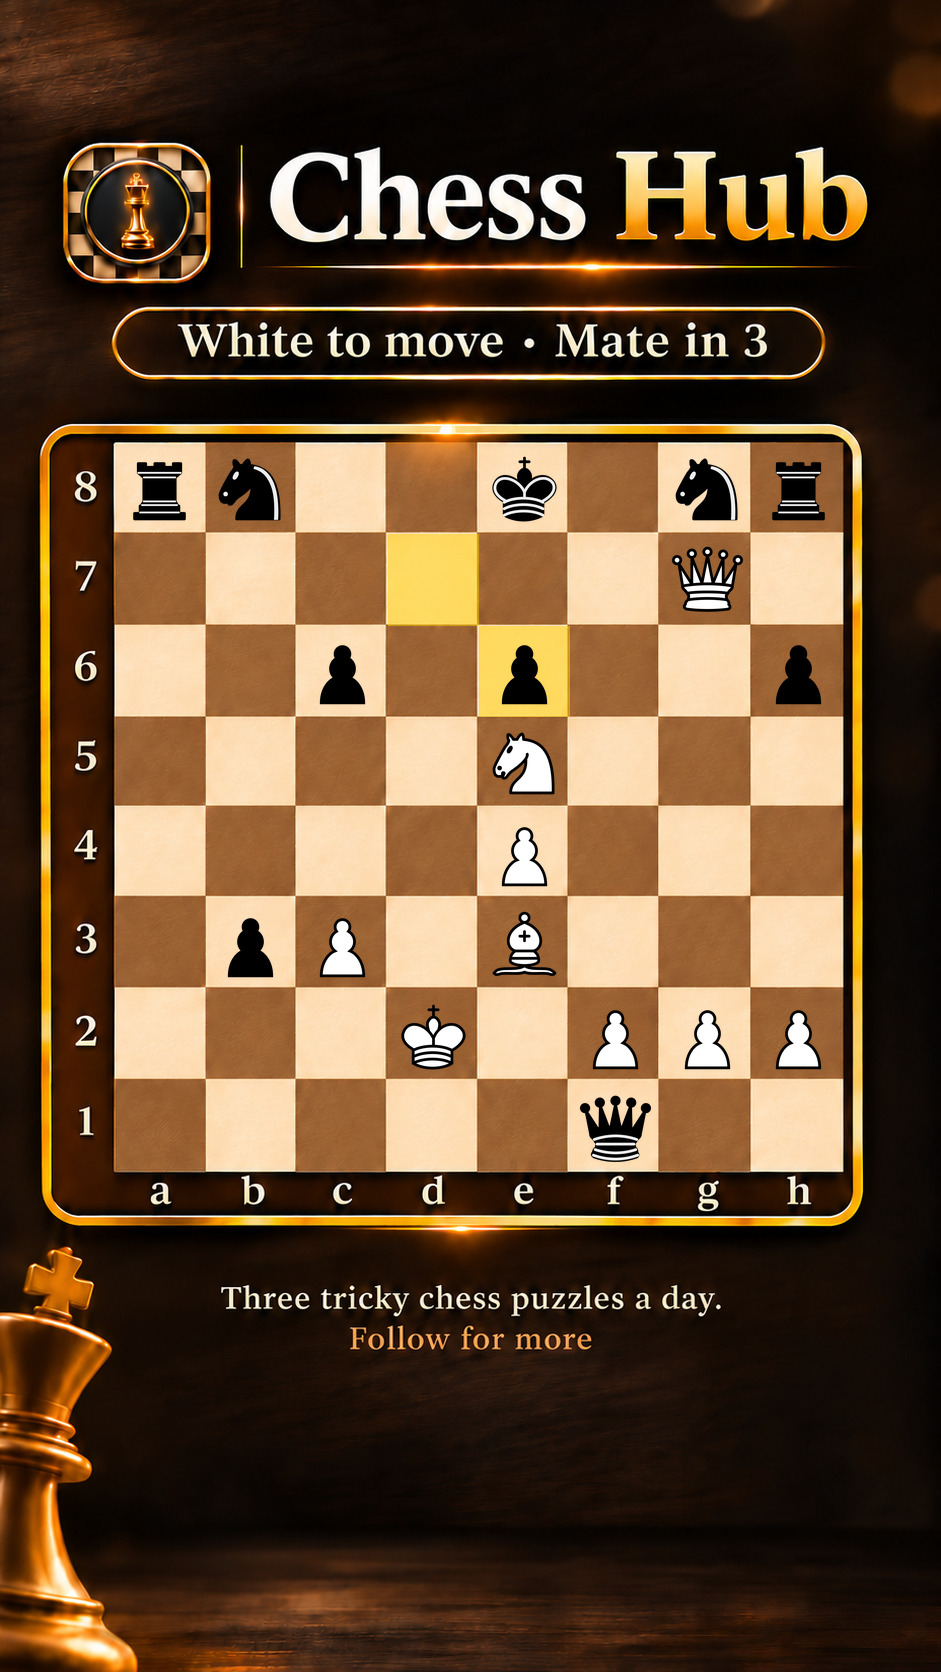 Chess Hub
White to move • Mate in 3
8
7
6
5
4
3
2
1
a b c d e f g h
Three tricky chess puzzles a day.
Follow for more